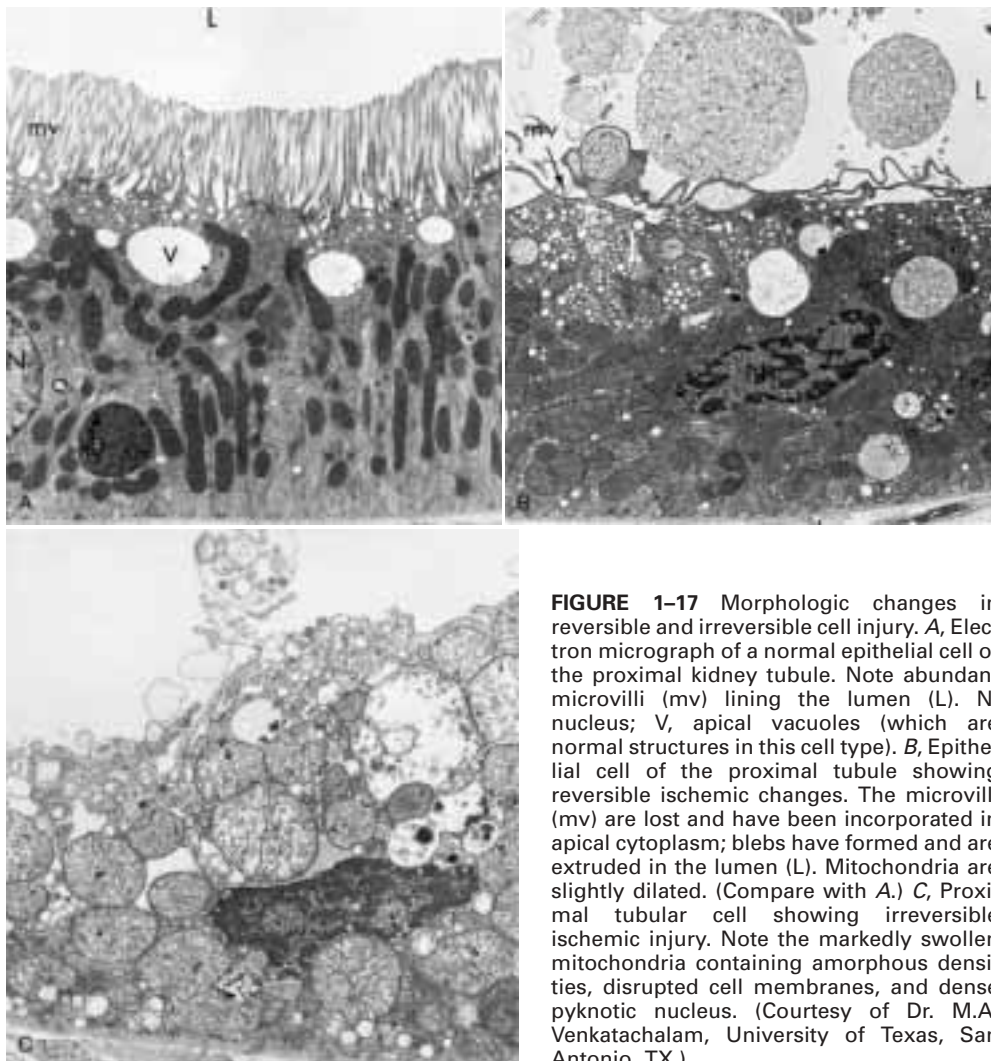 L
mv
V
N
A
L
mv
N
B
C
FIGURE 1–17 Morphologic changes in
reversible and irreversible cell injury. A, Elec
tron micrograph of a normal epithelial cell o
the proximal kidney tubule. Note abundan
microvilli (mv) lining the lumen (L). N
nucleus; V, apical vacuoles (which are
normal structures in this cell type). B, Epithe
lial cell of the proximal tubule showing
reversible ischemic changes. The microvill
(mv) are lost and have been incorporated in
apical cytoplasm; blebs have formed and are
extruded in the lumen (L). Mitochondria are
slightly dilated. (Compare with A.) C, Proxi
mal tubular cell showing irreversible
ischemic injury. Note the markedly swollen
mitochondria containing amorphous densi
ties, disrupted cell membranes, and dense
pyknotic nucleus. (Courtesy of Dr. M.A
Venkatachalam, University of Texas, San
Antonio, TX.)